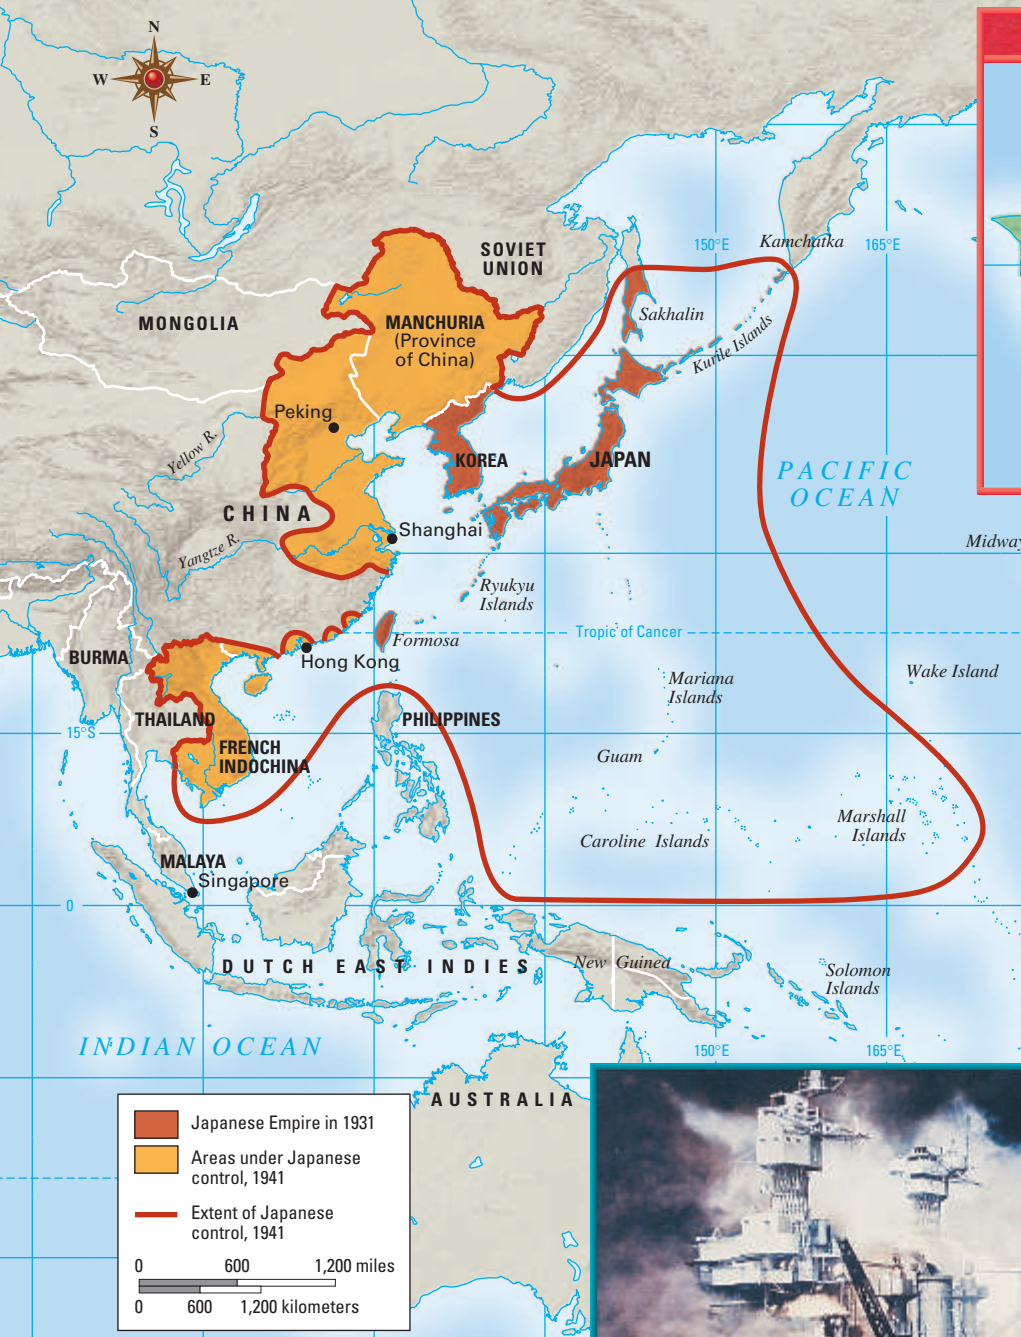 N
W E
S
SOVIET
UNION
150°E
Kamchatka
165°E
MONGOLIA
MANCHURIA
(Province
of China)
Sakhalin
Kurile Islands
Peking
Yellow R.
KOREA
JAPAN
PACIFIC
OCEAN
CHINA
Shanghai
Yangtze R.
Midway
Ryukyu
Islands
Tropic of Cancer
Formosa
BURMA
Hong Kong
Wake Island
Mariana
Islands
THAILAND
PHILIPPINES
15°S
FRENCH
INDOCHINA
Guam
Marshall
Islands
Caroline Islands
MALAYA
Singapore
0
DUTCH EAST INDIES
New Guined
Solomon
Islands
INDIAN OCEAN
150°E
165°E
AUSTRALIA
Japanese Empire in 1931
Areas under Japanese
control, 1941
Extent of Japanese
control, 1941
0 600 1,200 miles
0 600 1,200 kilometers